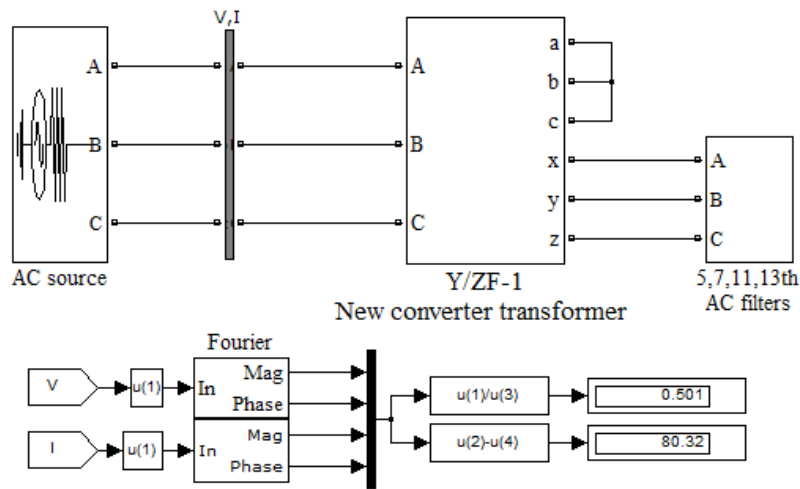 V,I
A
B
C
AC source
A
B
C
a
b
c
x
y
z
Y/ZF-1
New converter transformer
A
B
C
5,7,11,13th
AC filters
Fourier
V
u(1)
In
Mag
Phase
I
u(1)
In
Mag
Phase
u(1)/u(3)
0.501
u(2)-u(4)
80.32